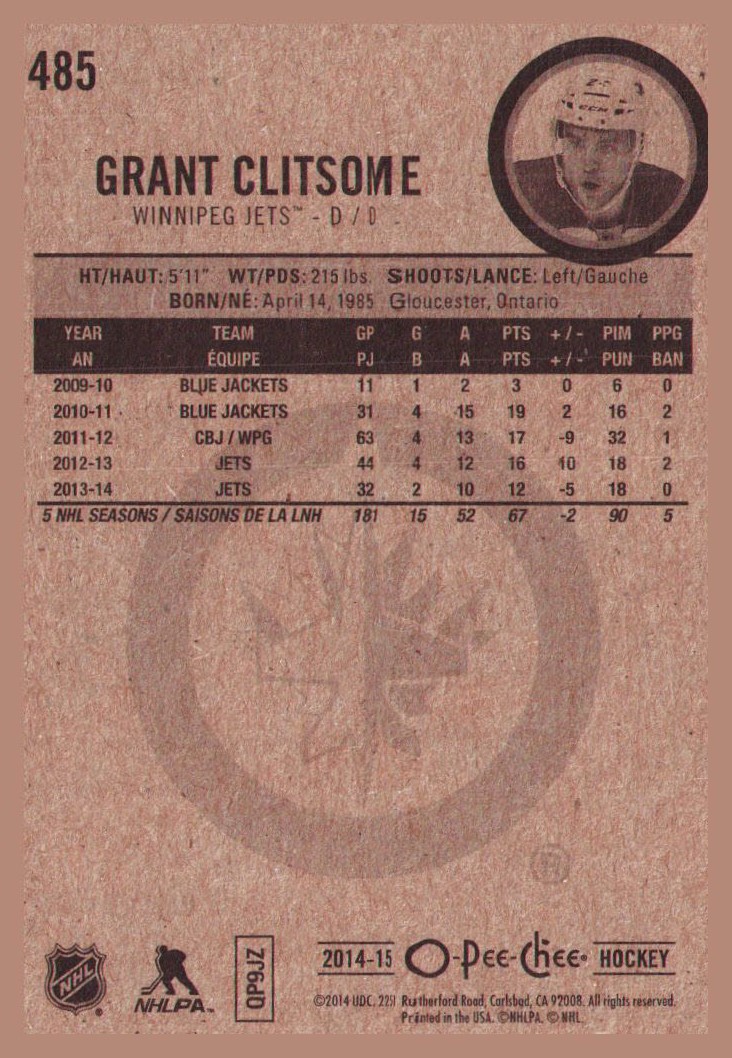 485
GRANT CLITSOME
WINNIPEG JETS™ - D / D
HT/HAUT: 5'11" WT/PDS: 215 lbs. SHOOTS/LANCE: Left/Gauche
BORN/NÉ: April 14, 1985 Gloucester, Ontario
YEAR TEAM GP G A PTS +/- PIM PPG
AN ÉQUIPE PJ B A PTS +/- PUN BAN
2009-10 BLUE JACKETS 11 1 2 3 0 6 0
2010-11 BLUE JACKETS 31 4 15 19 2 16 2
2011-12 CBJ / WPG 63 4 13 17 -9 32 1
2012-13 JETS 44 4 12 16 10 18 2
2013-14 JETS 32 2 10 12 -5 18 0
5 NHL SEASONS / SAISONS DE LA LNH 181 15 52 67 -2 90 5
®
NHL ®
NHLPA™
QP9JZ
2014-15 O-Pee-Chee® HOCKEY
©2014 UDC, 2251 Rutherford Road, Carlsbad, CA 92008. All rights reserved.
Printed in the USA. ©NHLPA. © NHL.